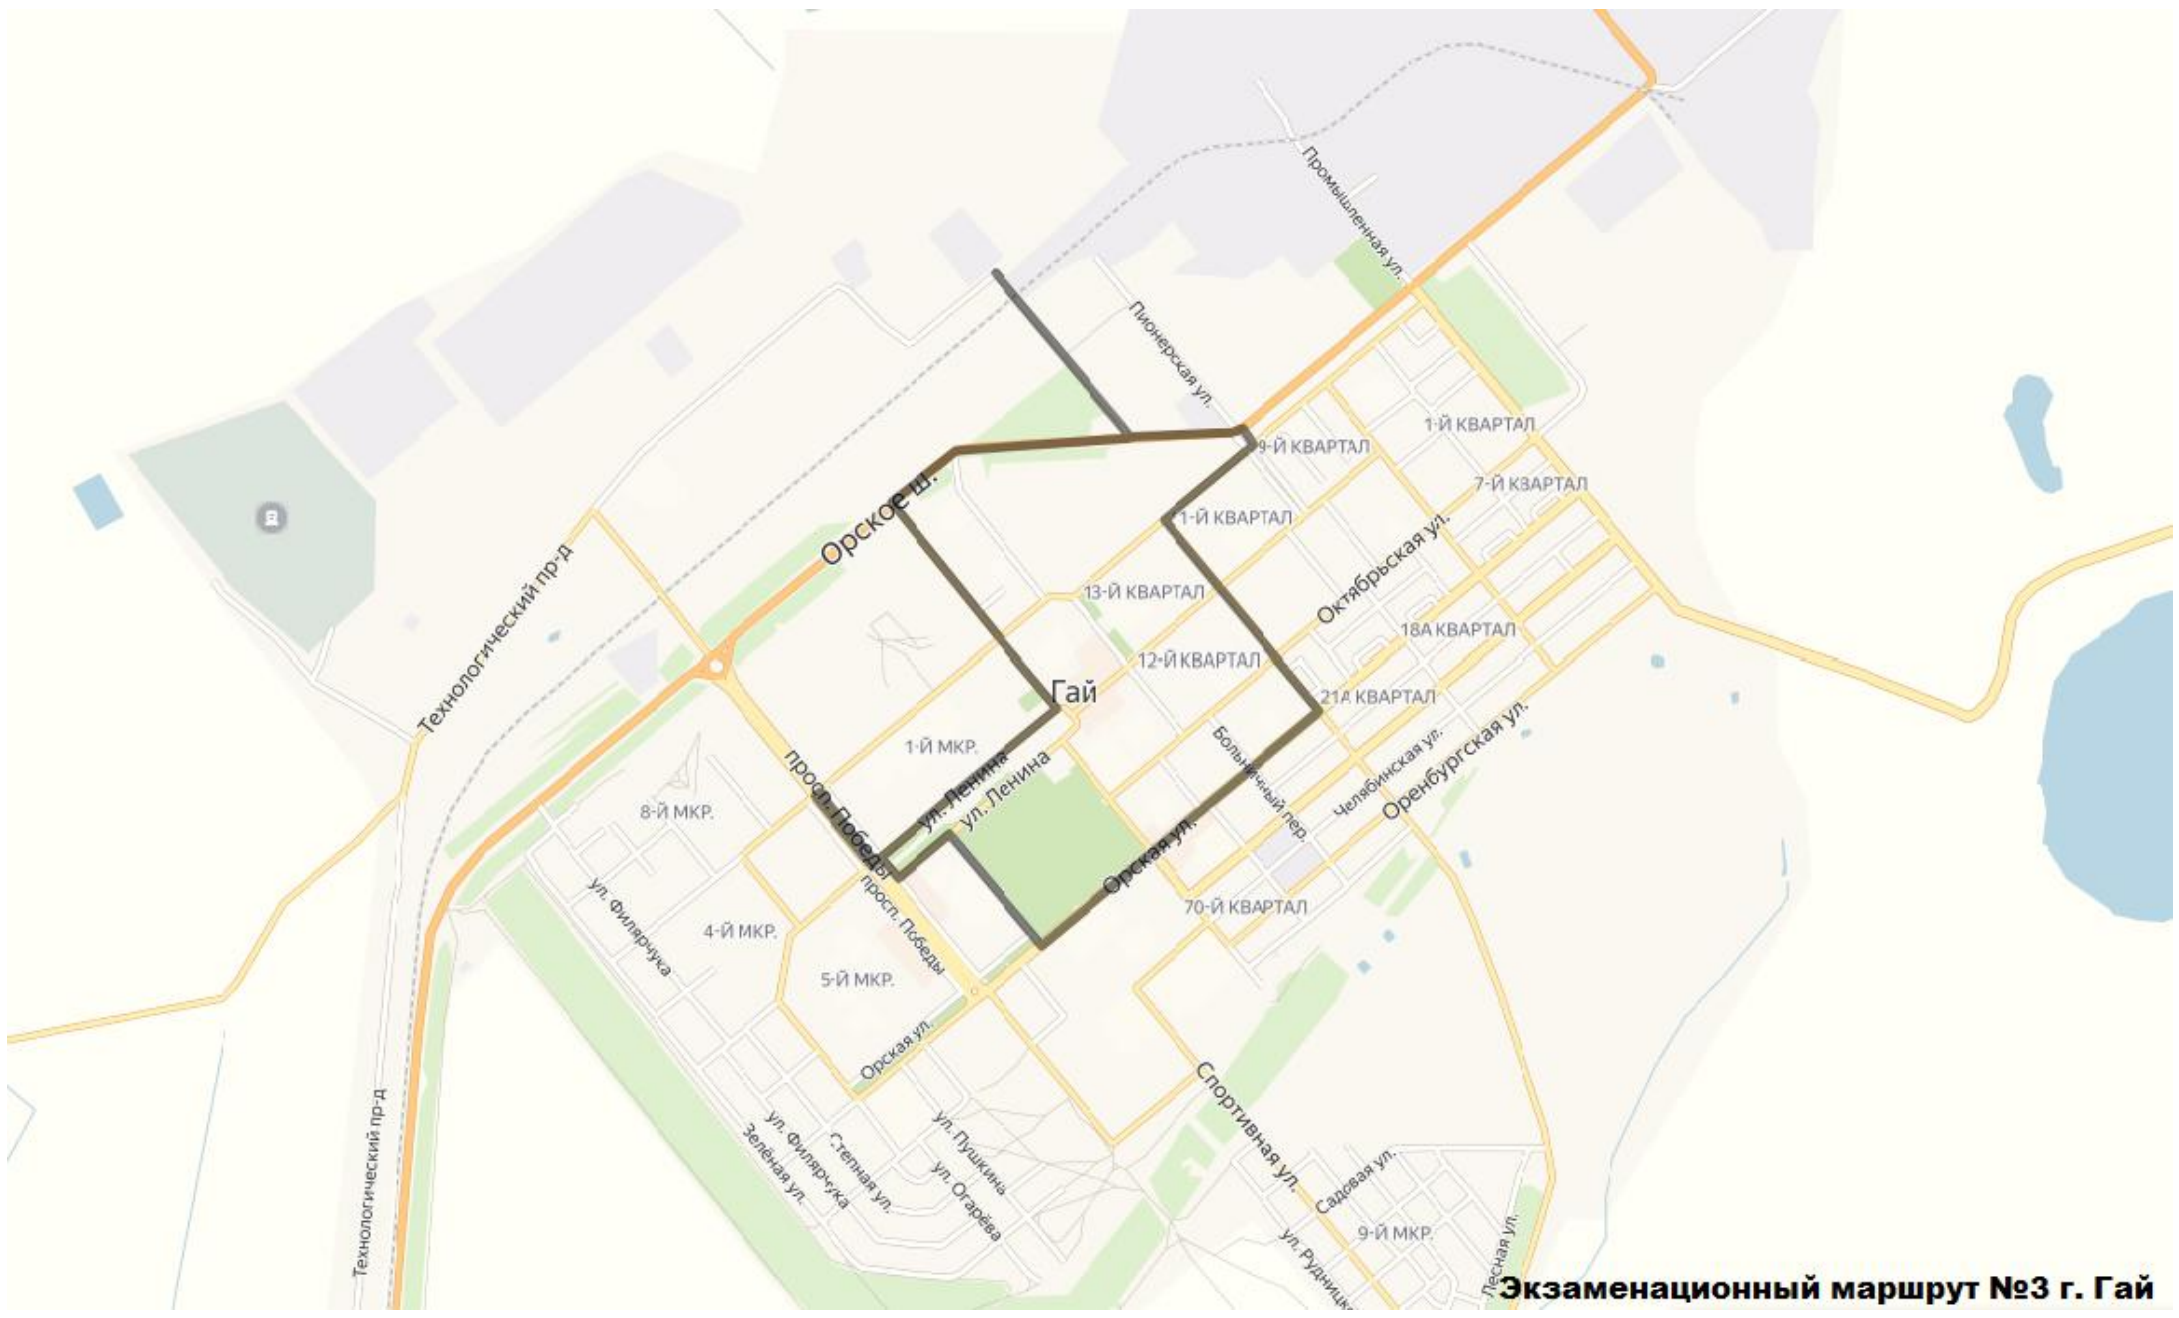 Промышленная ул.
Пионерская ул.
1-Й КВАРТАЛ
9-Й КВАРТАЛ
7-Й КВАРТАЛ
Орское ш.
1-Й КВАРТАЛ
Октябрьская ул.
Технологический пр-д
13-Й КВАРТАЛ
18А КВАРТАЛ
12-Й КВАРТАЛ
Гай
21А КВАРТАЛ
1-Й МКР.
Больничный пер.
Челябинская ул.
Оренбургская ул.
просп. Победы
ул. Ленина
ул. Ленина
8-Й МКР.
Орская ул.
ул. Филярчука
просп. Победы
70-Й КВАРТАЛ
4-Й МКР.
5-Й МКР.
Орская ул.
Спортивная ул.
Технологический пр-д
ул. Филярчука
Зелёная ул.
Степная ул.
ул. Пушкина
ул. Огарёва
Садовая ул.
9-Й МКР.
Лесная ул.
ул. Рудницк
Экзаменационный маршрут №3 г. Гай